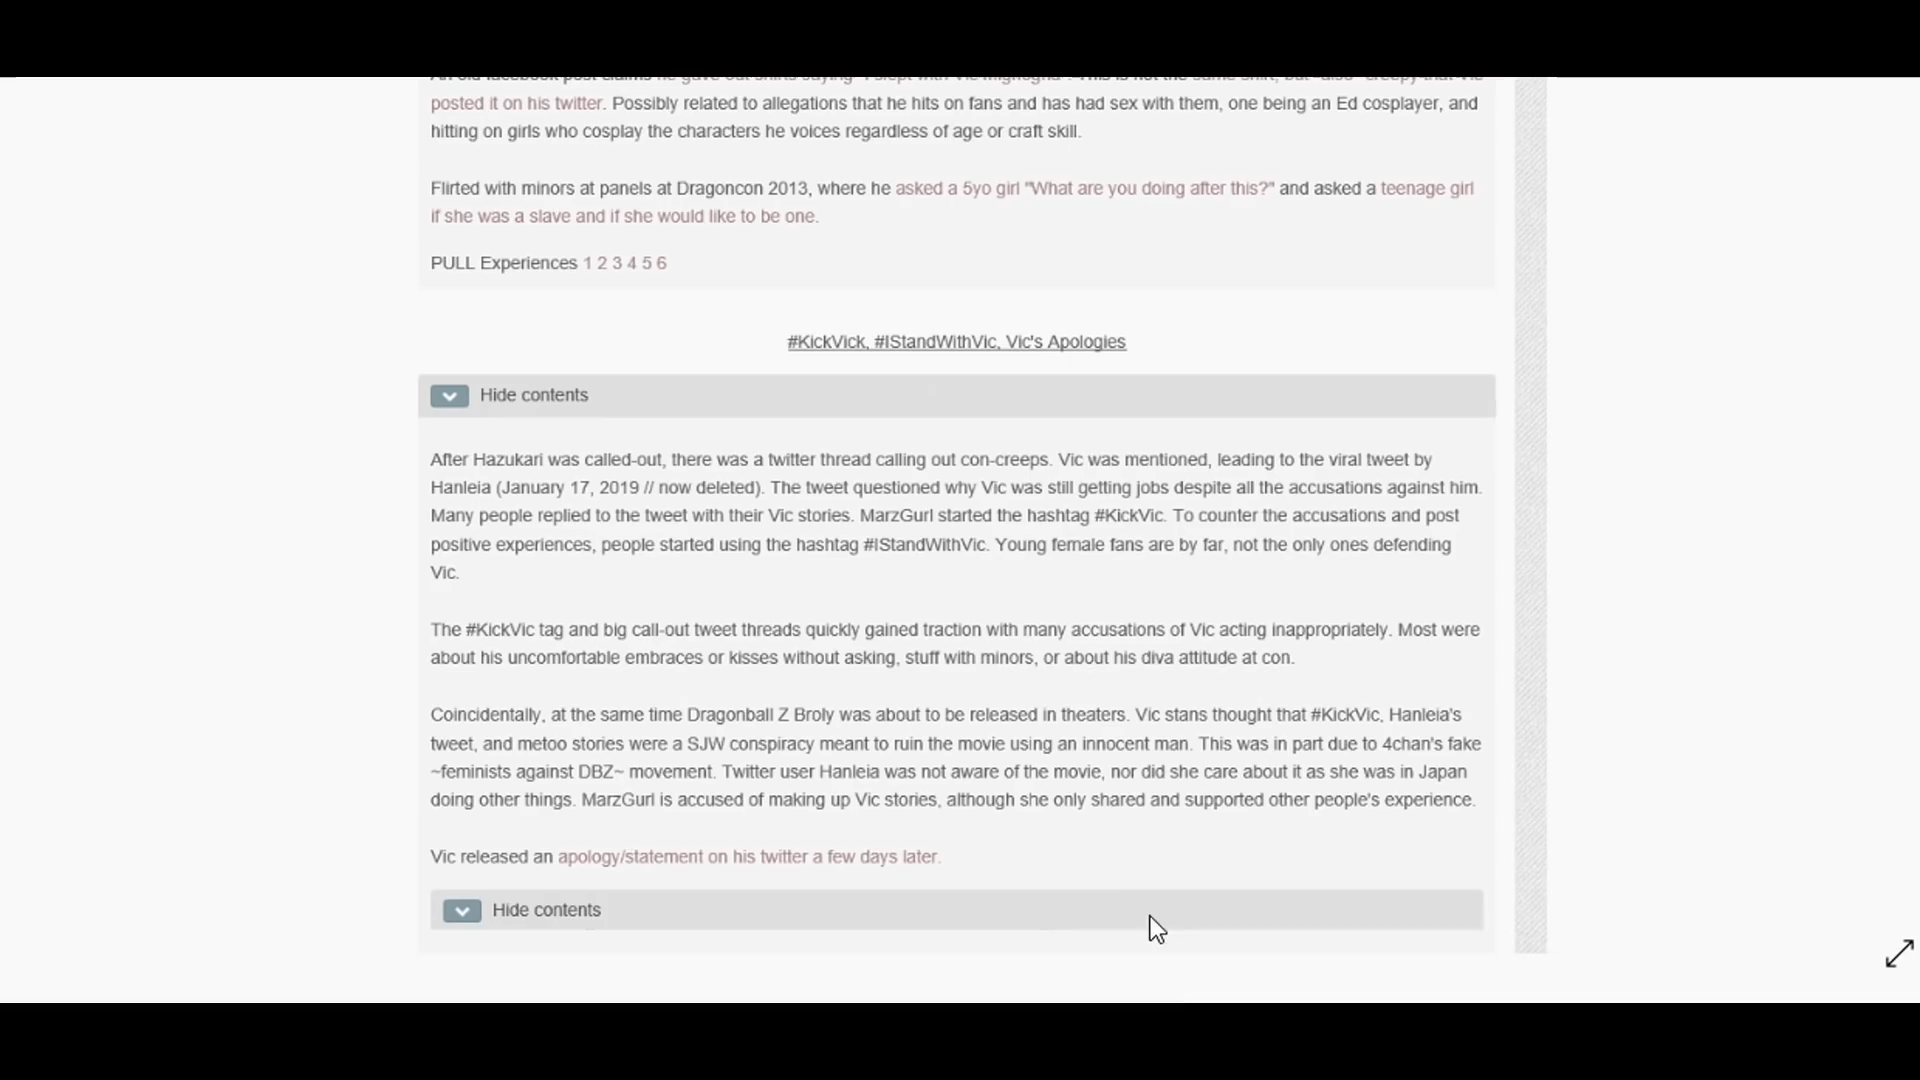 posted it on his twitter. Possibly related to allegations that he hits on fans and has had sex with them, one being an Ed cosplayer, and
hitting on girls who cosplay the characters he voices regardless of age or craft skill.
Flirted with minors at panels at Dragoncon 2013, where he asked a 5yo girl "What are you doing after this?" and asked a teenage girl
if she was a slave and if she would like to be one.
PULL Experiences 1 2 3 4 5 6
#KickVick, #IStandWithVic, Vic's Apologies
Hide contents
After Hazukari was called-out, there was a twitter thread calling out con-creeps. Vic was mentioned, leading to the viral tweet by
Hanleia (January 17, 2019 // now deleted). The tweet questioned why Vic was still getting jobs despite all the accusations against him.
Many people replied to the tweet with their Vic stories. MarzGurl started the hashtag #KickVic. To counter the accusations and post
positive experiences, people started using the hashtag #IStandWithVic. Young female fans are by far, not the only ones defending
Vic.
The #KickVic tag and big call-out tweet threads quickly gained traction with many accusations of Vic acting inappropriately. Most were
about his uncomfortable embraces or kisses without asking, stuff with minors, or about his diva attitude at con.
Coincidentally, at the same time Dragonball Z Broly was about to be released in theaters. Vic stans thought that #KickVic, Hanleia's
tweet, and metoo stories were a SJW conspiracy meant to ruin the movie using an innocent man. This was in part due to 4chan's fake
~feminists against DBZ~ movement. Twitter user Hanleia was not aware of the movie, nor did she care about it as she was in Japan
doing other things. MarzGurl is accused of making up Vic stories, although she only shared and supported other people's experience.
Vic released an apology/statement on his twitter a few days later.
Hide contents